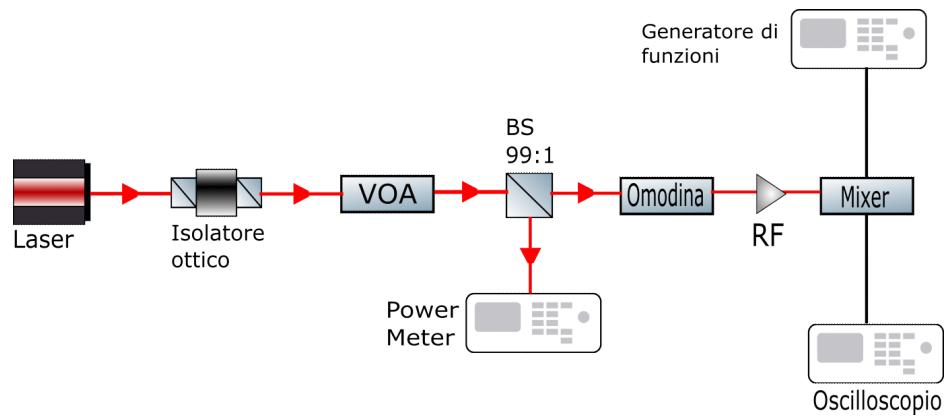 Generatore di
funzioni
BS
99:1
VOA
Omodina
Mixer
Laser
Isolatore
ottico
RF
Power
Meter
Oscilloscopio